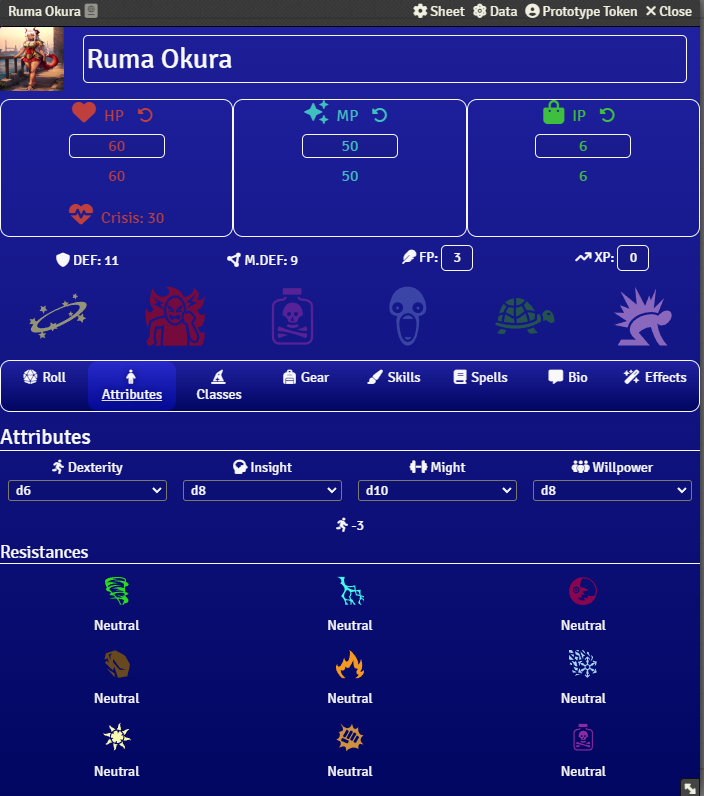 Ruma Okura Sheet Data Prototype Token Close
Ruma Okura
HP MP IP
60 50 6
60 50 6
Crisis: 30
DEF: 11 M.DEF: 9 FP: 3 XP: 0
Roll Attributes Classes Gear Skills Spells Bio Effects
Attributes
Dexterity Insight Might Willpower
d6 d8 d10 d8
-3
Resistances
Neutral Neutral Neutral
Neutral Neutral Neutral
Neutral Neutral Neutral